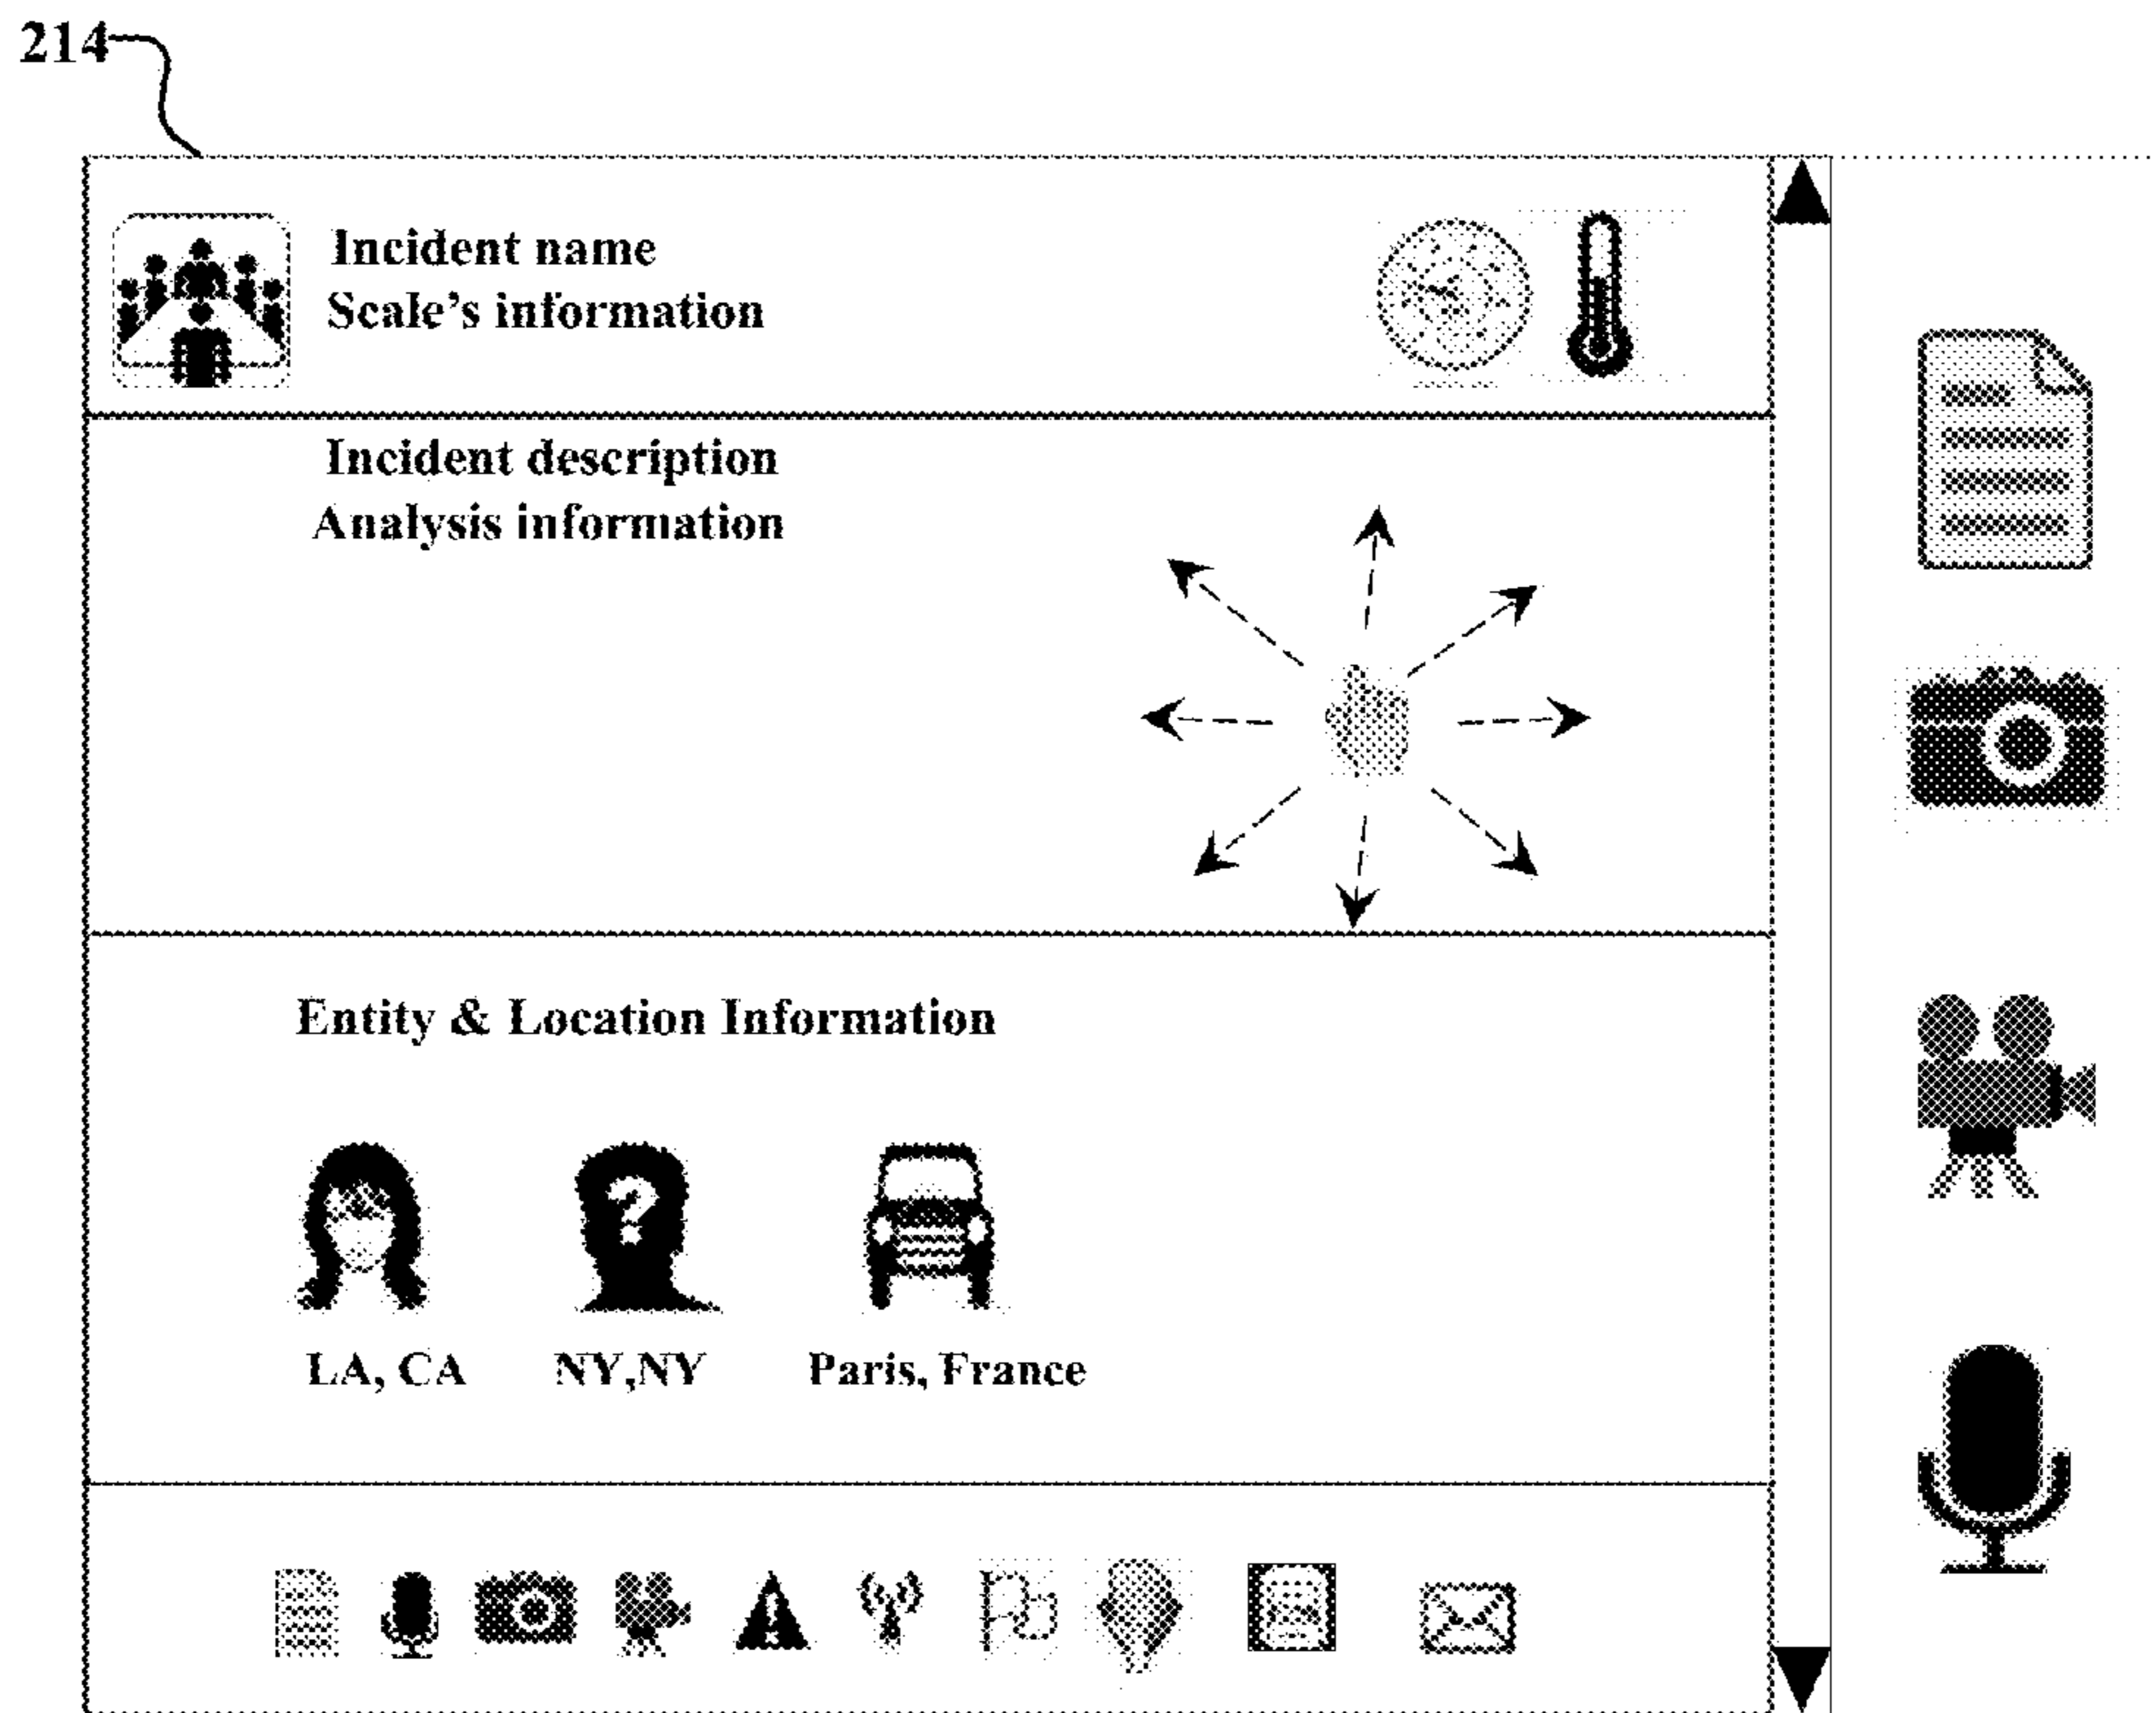 214
Incident name
Scale's information
Incident description
Analysis information
Entity & Location Information
?
LA, CA
NY,NY
Paris, France